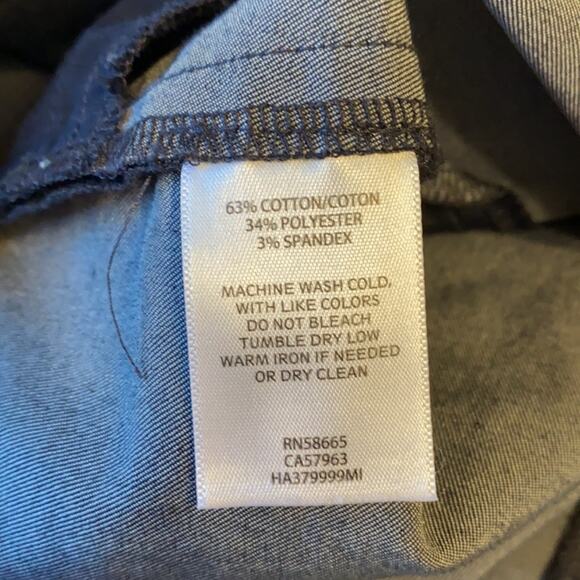 63% COTTON/COTON
34% POLYESTER
3% SPANDEX
MACHINE WASH COLD,
WITH LIKE COLORS
DO NOT BLEACH
TUMBLE DRY LOW
WARM IRON IF NEEDED
OR DRY CLEAN
RN58665
CA57963
HA379999MI